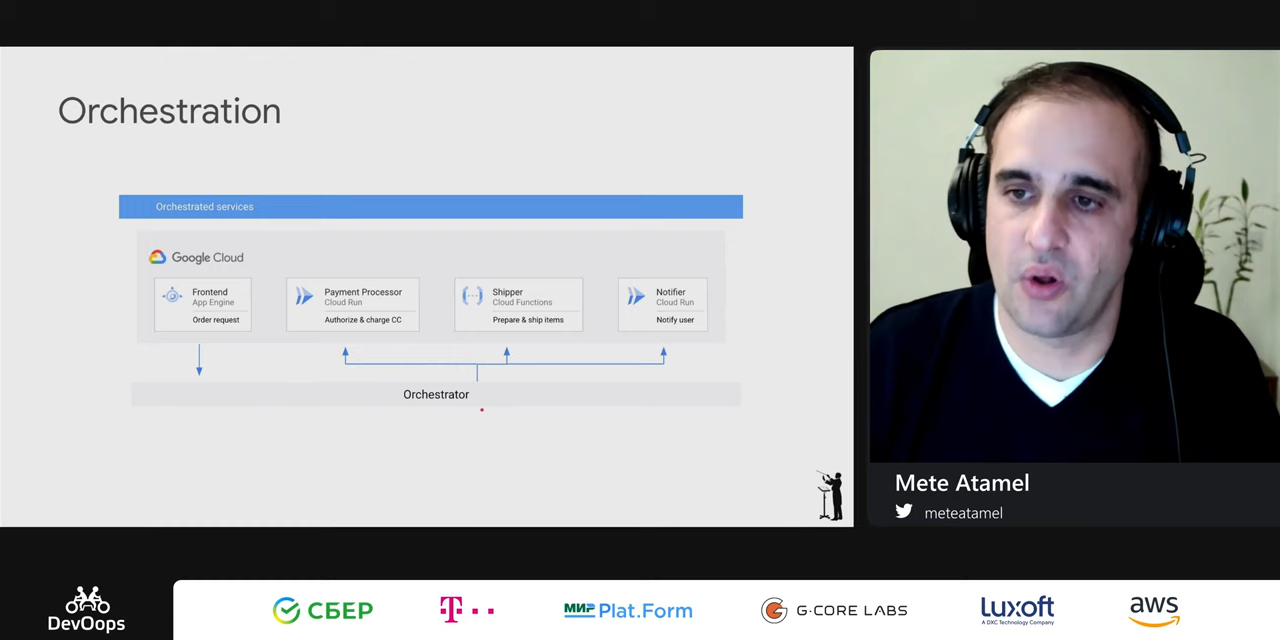 Orchestration
Orchestrated services
Google Cloud
Frontend
App Engine
Order request
Payment Processor
Cloud Run
Authorize & charge CC
Shipper
Cloud Functions
Prepare & ship items
Notifier
Cloud Run
Notify user
Orchestrator
Mete Atamel
meteatamel
DevOops
СБЕР
T
МИР Plat.Form
G·CORE LABS
luxoft
A DXC Technology Company
aws